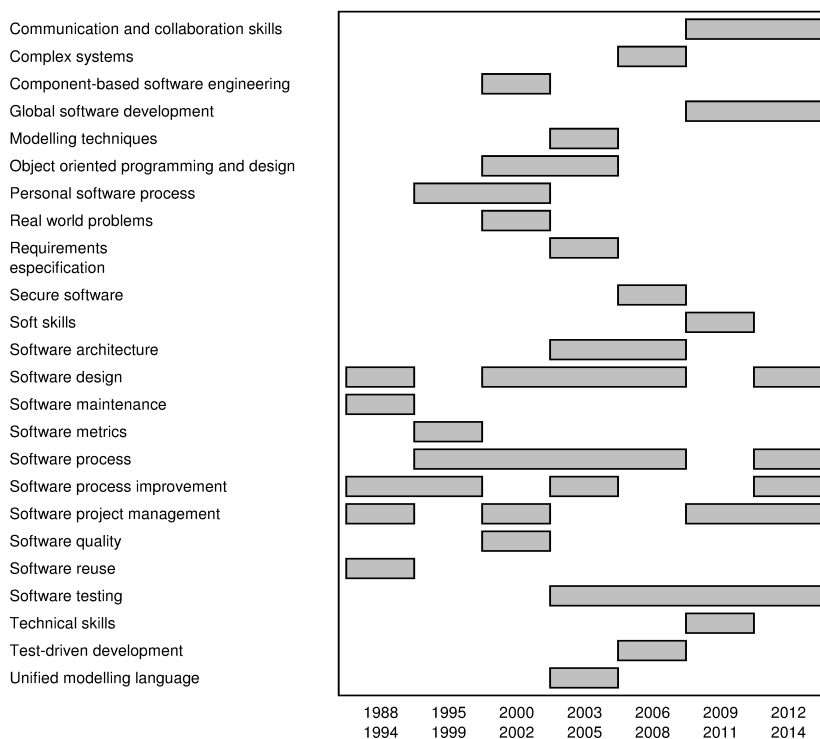 Communication and collaboration skills
Complex systems
Component-based software engineering
Global software development
Modelling techniques
Object oriented programming and design
Personal software process
Real world problems
Requirements
especification
Secure software
Soft skills
Software architecture
Software design
Software maintenance
Software metrics
Software process
Software process improvement
Software project management
Software quality
Software reuse
Software testing
Technical skills
Test-driven development
Unified modelling language
1988 1995 2000 2003 2006 2009 2012
1994 1999 2002 2005 2008 2011 2014